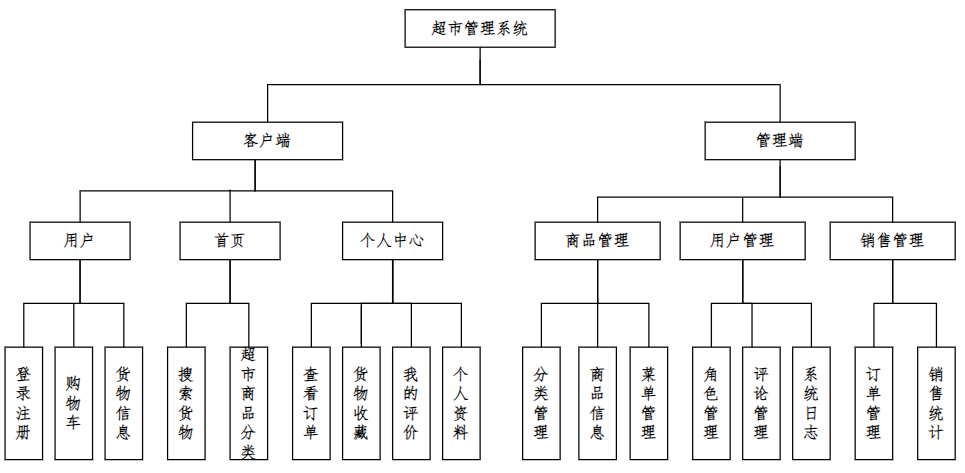 超市管理系统
客户端
管理端
用户
首页
个人中心
商品管理
用户管理
销售管理
登录注册
购物车
货物信息
搜索货物
超市商品分类
查看订单
货物收藏
我的评价
个人资料
分类管理
商品信息
菜单管理
角色管理
评论管理
系统日志
订单管理
销售统计